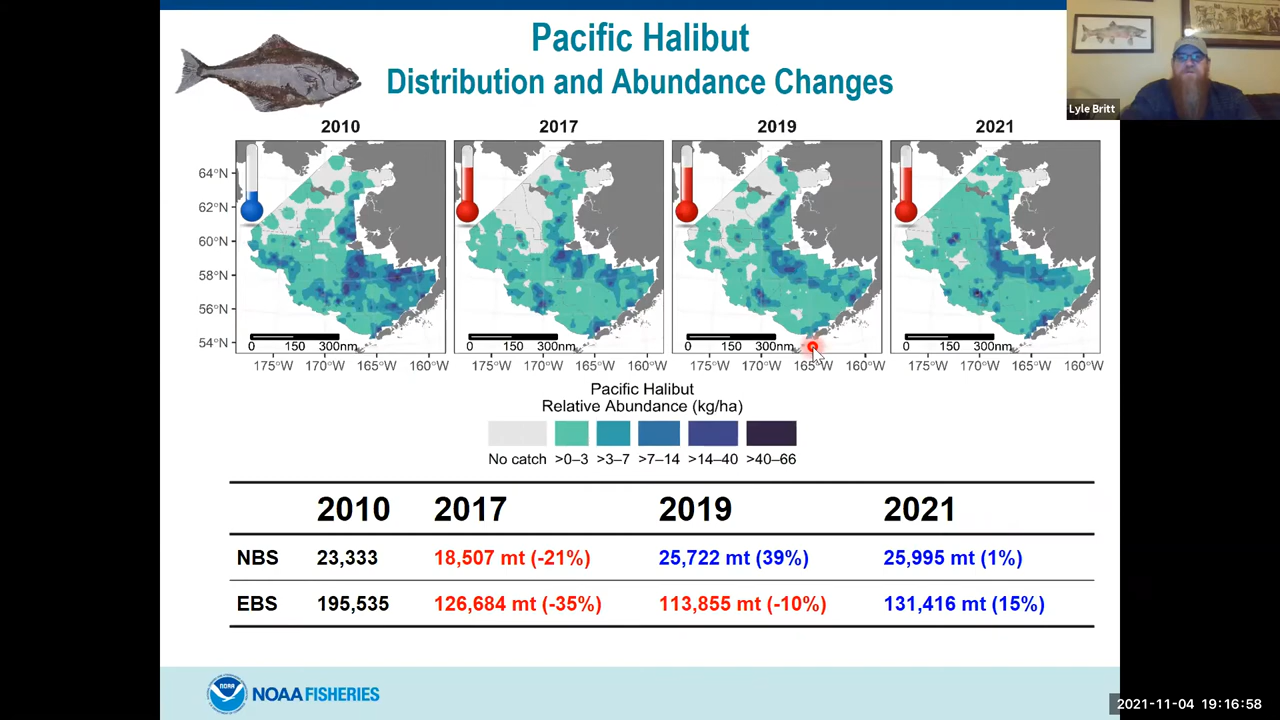 Pacific Halibut
Distribution and Abundance Changes
Lyle Britt
2010 2017 2019 2021
64°N
62°N
60°N
58°N
56°N
54°N
0 150 300nm 0 150 300nm 0 150 300nm 0 150 300nm
175°W 170°W 165°W 160°W 175°W 170°W 165°W 160°W 175°W 170°W 165°W 160°W 175°W 170°W 165°W 160°W
Pacific Halibut
Relative Abundance (kg/ha)
No catch >0–3 >3–7 >7–14 >14–40 >40–66
2010 2017 2019 2021
NBS 23,333 18,507 mt (-21%) 25,722 mt (39%) 25,995 mt (1%)
EBS 195,535 126,684 mt (-35%) 113,855 mt (-10%) 131,416 mt (15%)
NOAA
NOAA FISHERIES
2021-11-04 19:16:58